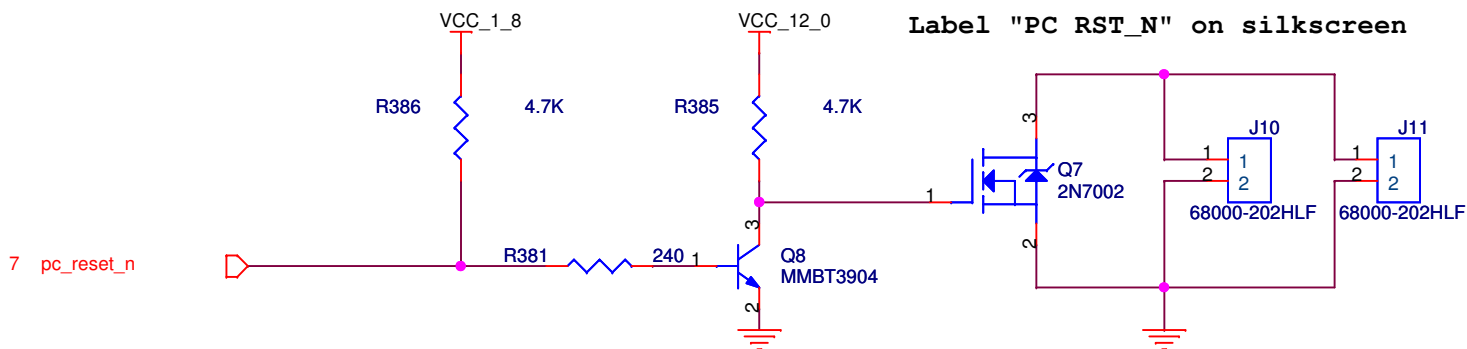 VCC_1_8
VCC_12_0
Label "PC RST_N" on silkscreen
R386
4.7K
R385
4.7K
3
J10
J11
1
1
2
2
1
1
2
2
Q7
2N7002
1
68000-202HLF
68000-202HLF
3
2
7 pc_reset_n
R381
240
1
Q8
MMBT3904
2